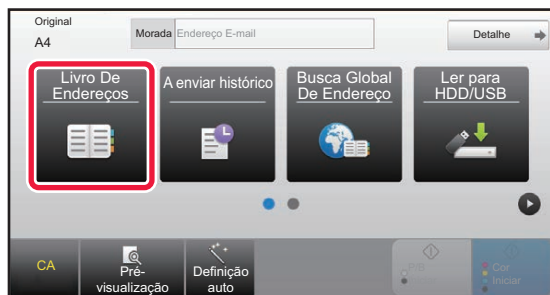 Original
A4
Morada
Endereço E-mail
Detalhe
Livro De
Endereços
A enviar histórico
Busca Global
De Endereço
Ler para
HDD/USB
CA
Pré-
visualização
Definição
auto
Cor
Iniciar